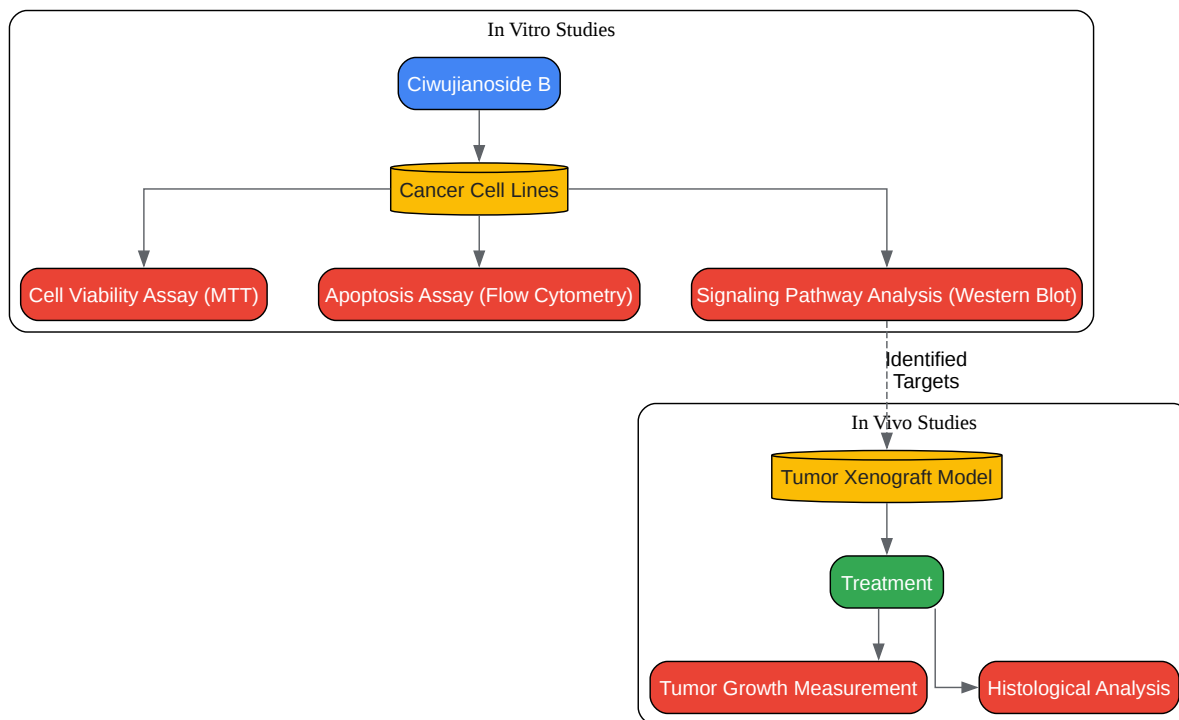 In Vitro Studies
Ciwujianoside B
Cancer Cell Lines
Cell Viability Assay (MTT)
Apoptosis Assay (Flow Cytometry)
Signaling Pathway Analysis (Western Blot)
Identified
Targets
In Vivo Studies
Tumor Xenograft Model
Treatment
Tumor Growth Measurement
Histological Analysis